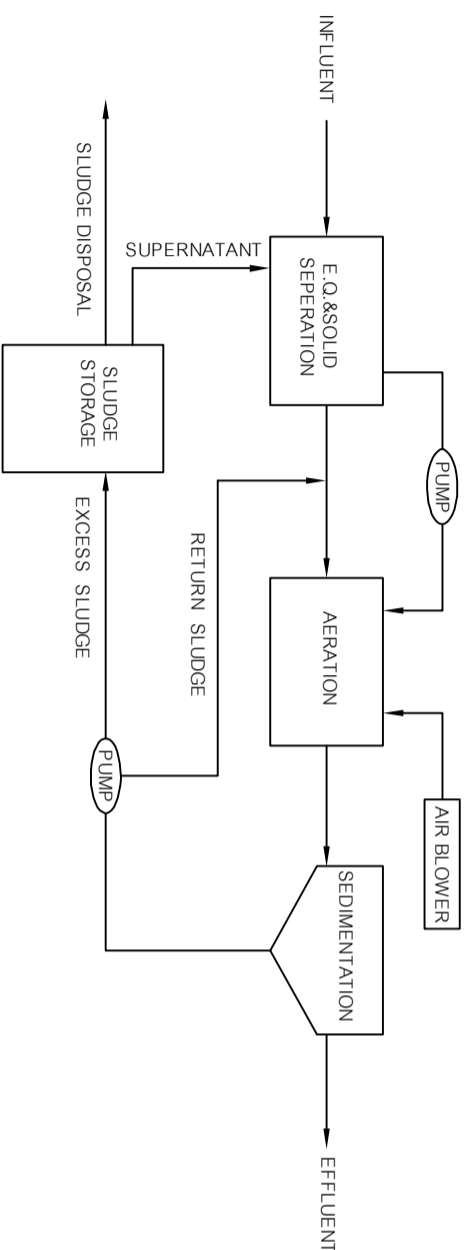 INFLUENT
E.Q.&SOLID
SEPERATION
PUMP
AERATION
AIR BLOWER
SEDIMENTATION
EFFLUENT
SUPERNATANT
RETURN SLUDGE
SLUDGE DISPOSAL
SLUDGE
STORAGE
EXCESS SLUDGE
PUMP